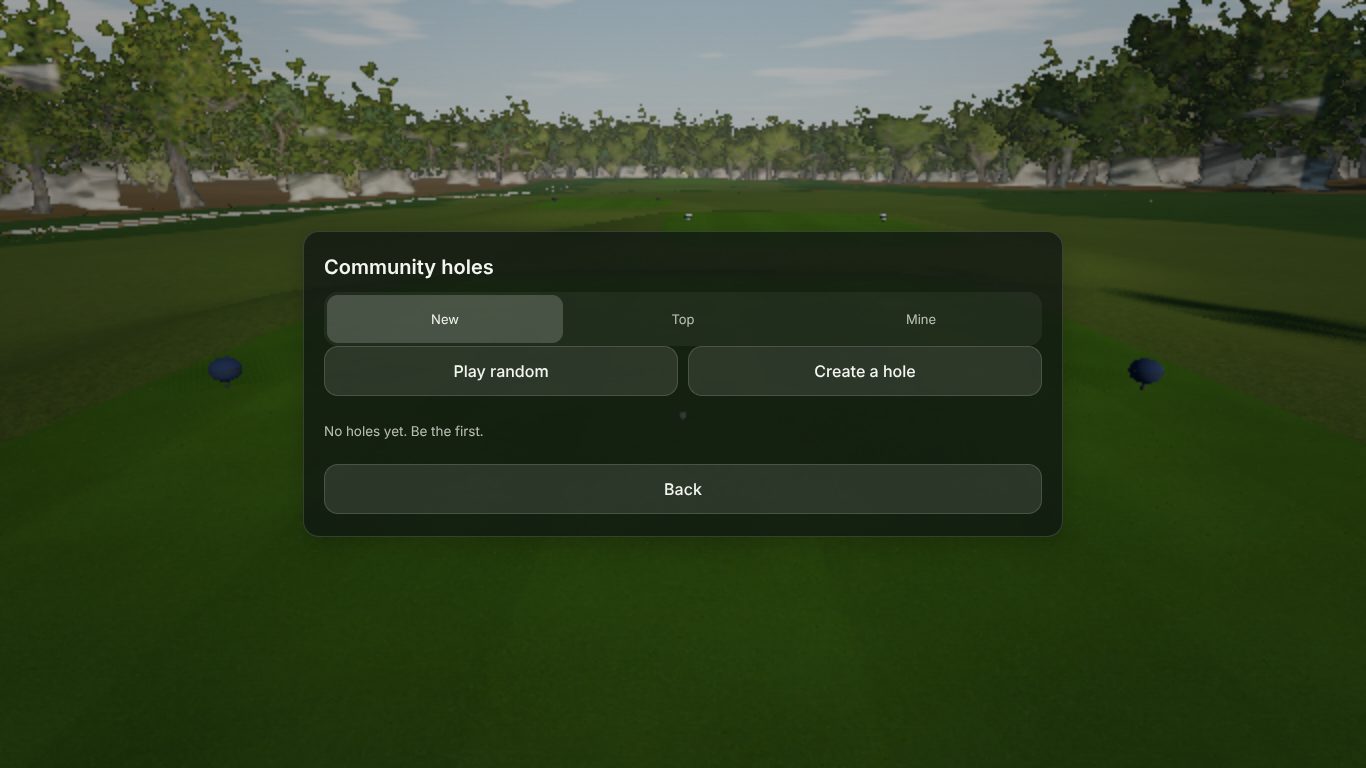 Community holes
New
Top
Mine
Play random
Create a hole
No holes yet. Be the first.
Back